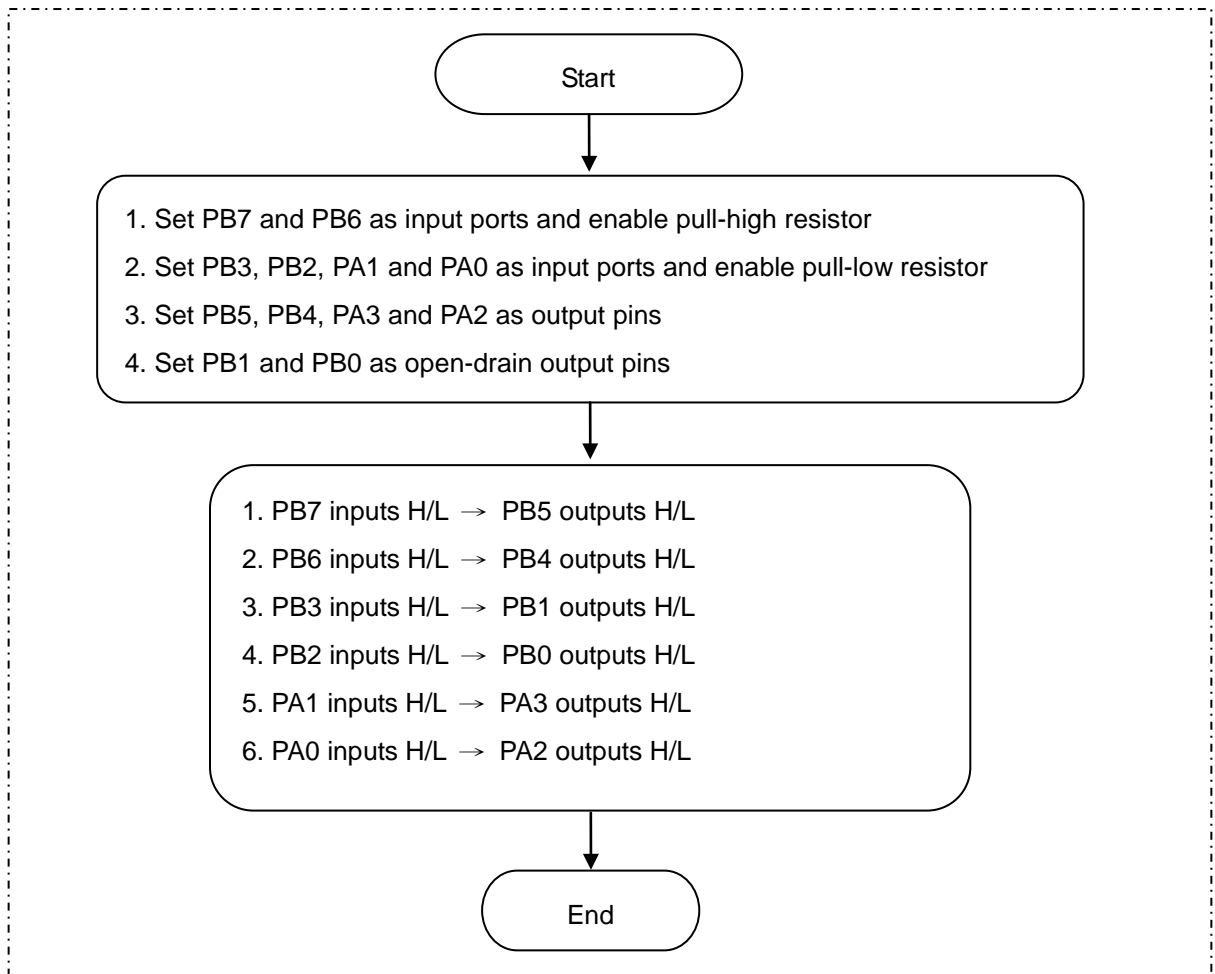 Start
1. Set PB7 and PB6 as input ports and enable pull-high resistor
2. Set PB3, PB2, PA1 and PA0 as input ports and enable pull-low resistor
3. Set PB5, PB4, PA3 and PA2 as output pins
4. Set PB1 and PB0 as open-drain output pins
1. PB7 inputs H/L → PB5 outputs H/L
2. PB6 inputs H/L → PB4 outputs H/L
3. PB3 inputs H/L → PB1 outputs H/L
4. PB2 inputs H/L → PB0 outputs H/L
5. PA1 inputs H/L → PA3 outputs H/L
6. PA0 inputs H/L → PA2 outputs H/L
End